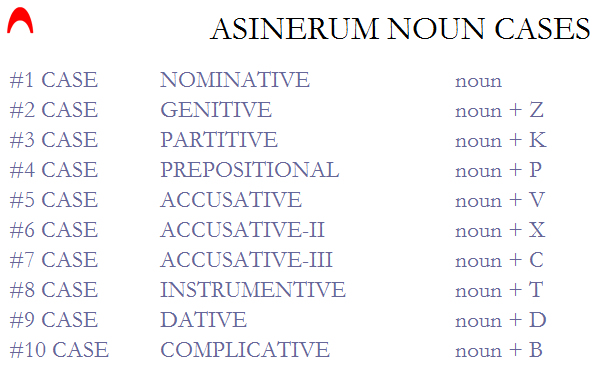 ASINERUM NOUN CASES
#1 CASE NOMINATIVE noun
#2 CASE GENITIVE noun + Z
#3 CASE PARTITIVE noun + K
#4 CASE PREPOSITIONAL noun + P
#5 CASE ACCUSATIVE noun + V
#6 CASE ACCUSATIVE-II noun + X
#7 CASE ACCUSATIVE-III noun + C
#8 CASE INSTRUMENTIVE noun + T
#9 CASE DATIVE noun + D
#10 CASE COMPLICATIVE noun + B